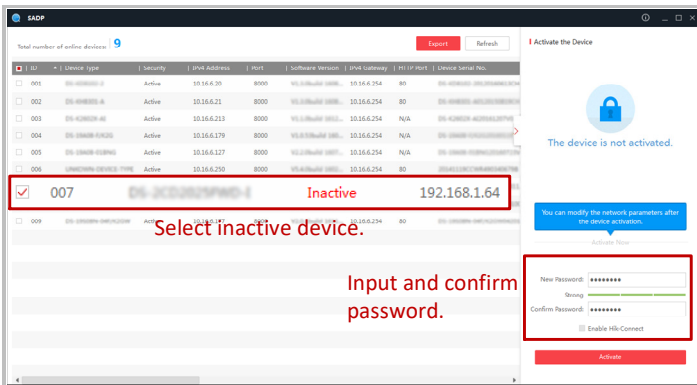 SADP
Total number of online devices: 9
Export
Refresh
Activate the Device
ID
Device Type
Security
IPv4 Address
Port
Software Version
IPv4 Gateway
HTTP Port
Device Serial No.
001 Active 10.16.6.20 8000 10.16.6.254 80
002 Active 10.16.6.21 8000 10.16.6.254 80
003 Active 10.16.6.213 8000 10.16.6.254 N/A
004 Active 10.16.6.179 8000 10.16.6.254 N/A
005 Active 10.16.6.127 8000 10.16.6.254 N/A
006 UNKNOWN DEVICE TYPE Active 10.16.6.250 8000 10.16.6.254 80
007 DS-2CD2025FWD-I Inactive 192.168.1.64
009 10.16.6.254 80
Select inactive device.
Input and confirm
password.
The device is not activated.
You can modify the network parameters after
the device activation.
Activate Now
New Password: ••••••••
Strong
Confirm Password: ••••••••
Enable Hik-Connect
Activate